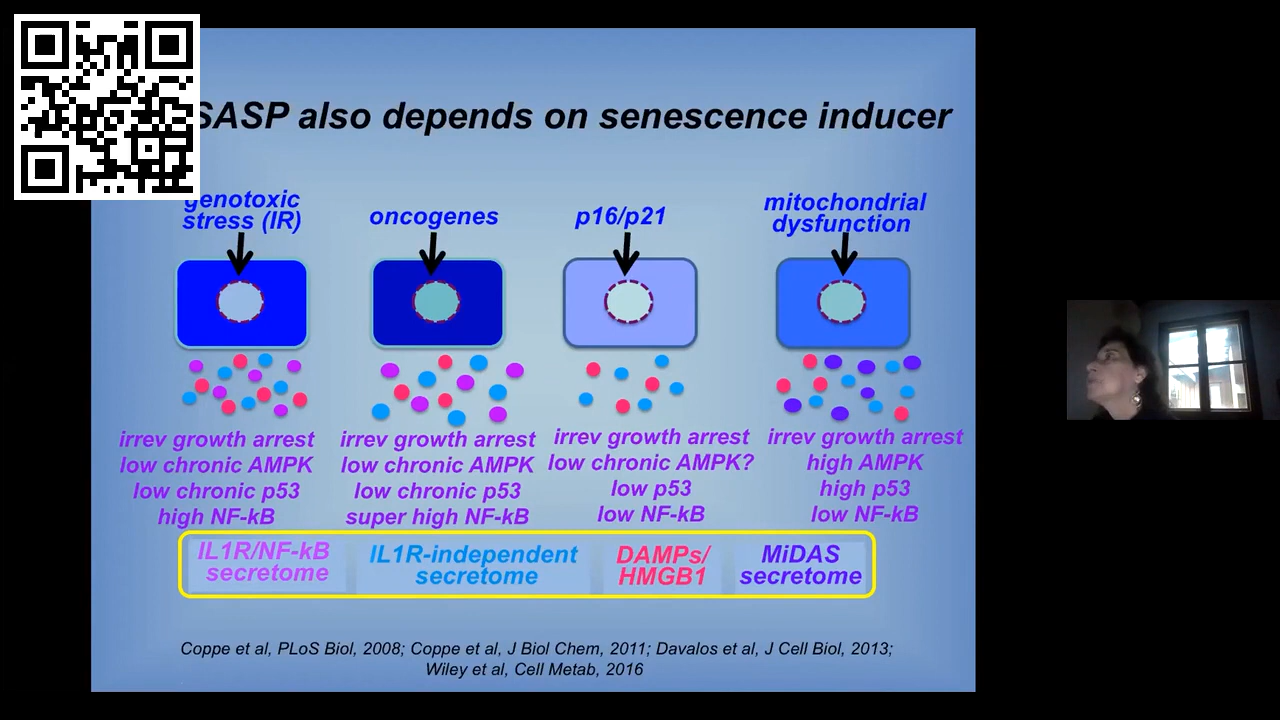 SASP also depends on senescence inducer
genotoxic
stress (IR)
oncogenes
p16/p21
mitochondrial
dysfunction
irrev growth arrest
low chronic AMPK
low chronic p53
high NF-kB
irrev growth arrest
low chronic AMPK
low chronic p53
super high NF-kB
irrev growth arrest
low chronic AMPK?
low p53
low NF-kB
irrev growth arrest
high AMPK
high p53
low NF-kB
IL1R/NF-kB
secretome
IL1R-independent
secretome
DAMPs/
HMGB1
MiDAS
secretome
Coppe et al, PLoS Biol, 2008; Coppe et al, J Biol Chem, 2011; Davalos et al, J Cell Biol, 2013;
Wiley et al, Cell Metab, 2016